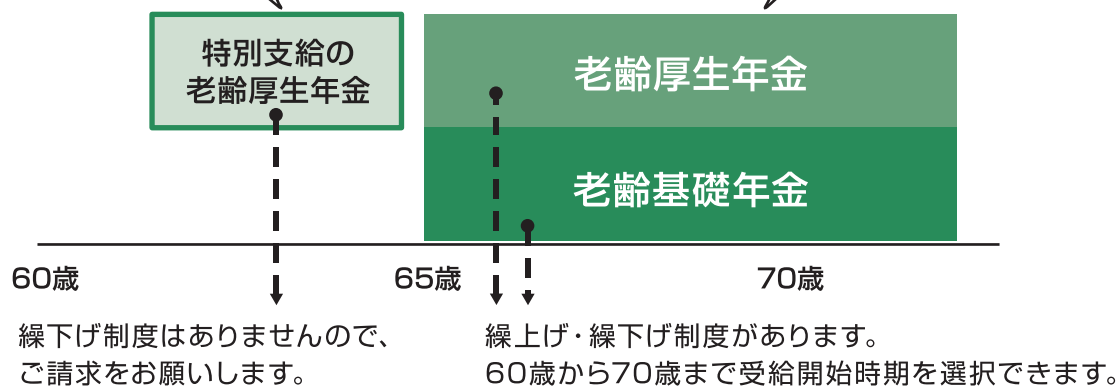 特別支給の
老齢厚生年金
老齢厚生年金
老齢基礎年金
60歳
65歳
70歳
繰下げ制度はありませんので、
ご請求をお願いします。
繰上げ・繰下げ制度があります。
60歳から70歳まで受給開始時期を選択できます。